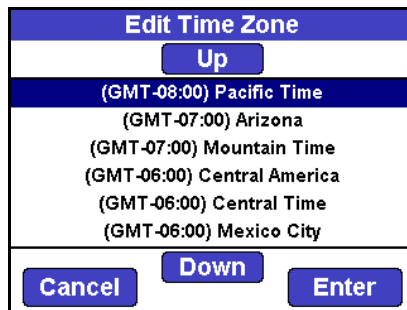 Edit Time Zone
Up
(GMT-08:00) Pacific Time
(GMT-07:00) Arizona
(GMT-07:00) Mountain Time
(GMT-06:00) Central America
(GMT-06:00) Central Time
(GMT-06:00) Mexico City
Down
Cancel
Enter